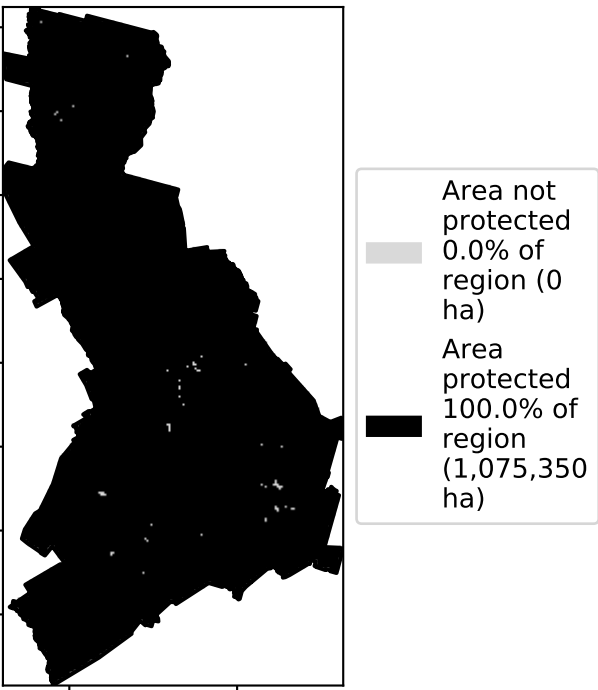 Area not
protected
0.0% of
region (0
ha)
Area
protected
100.0% of
region
(1,075,350
ha)